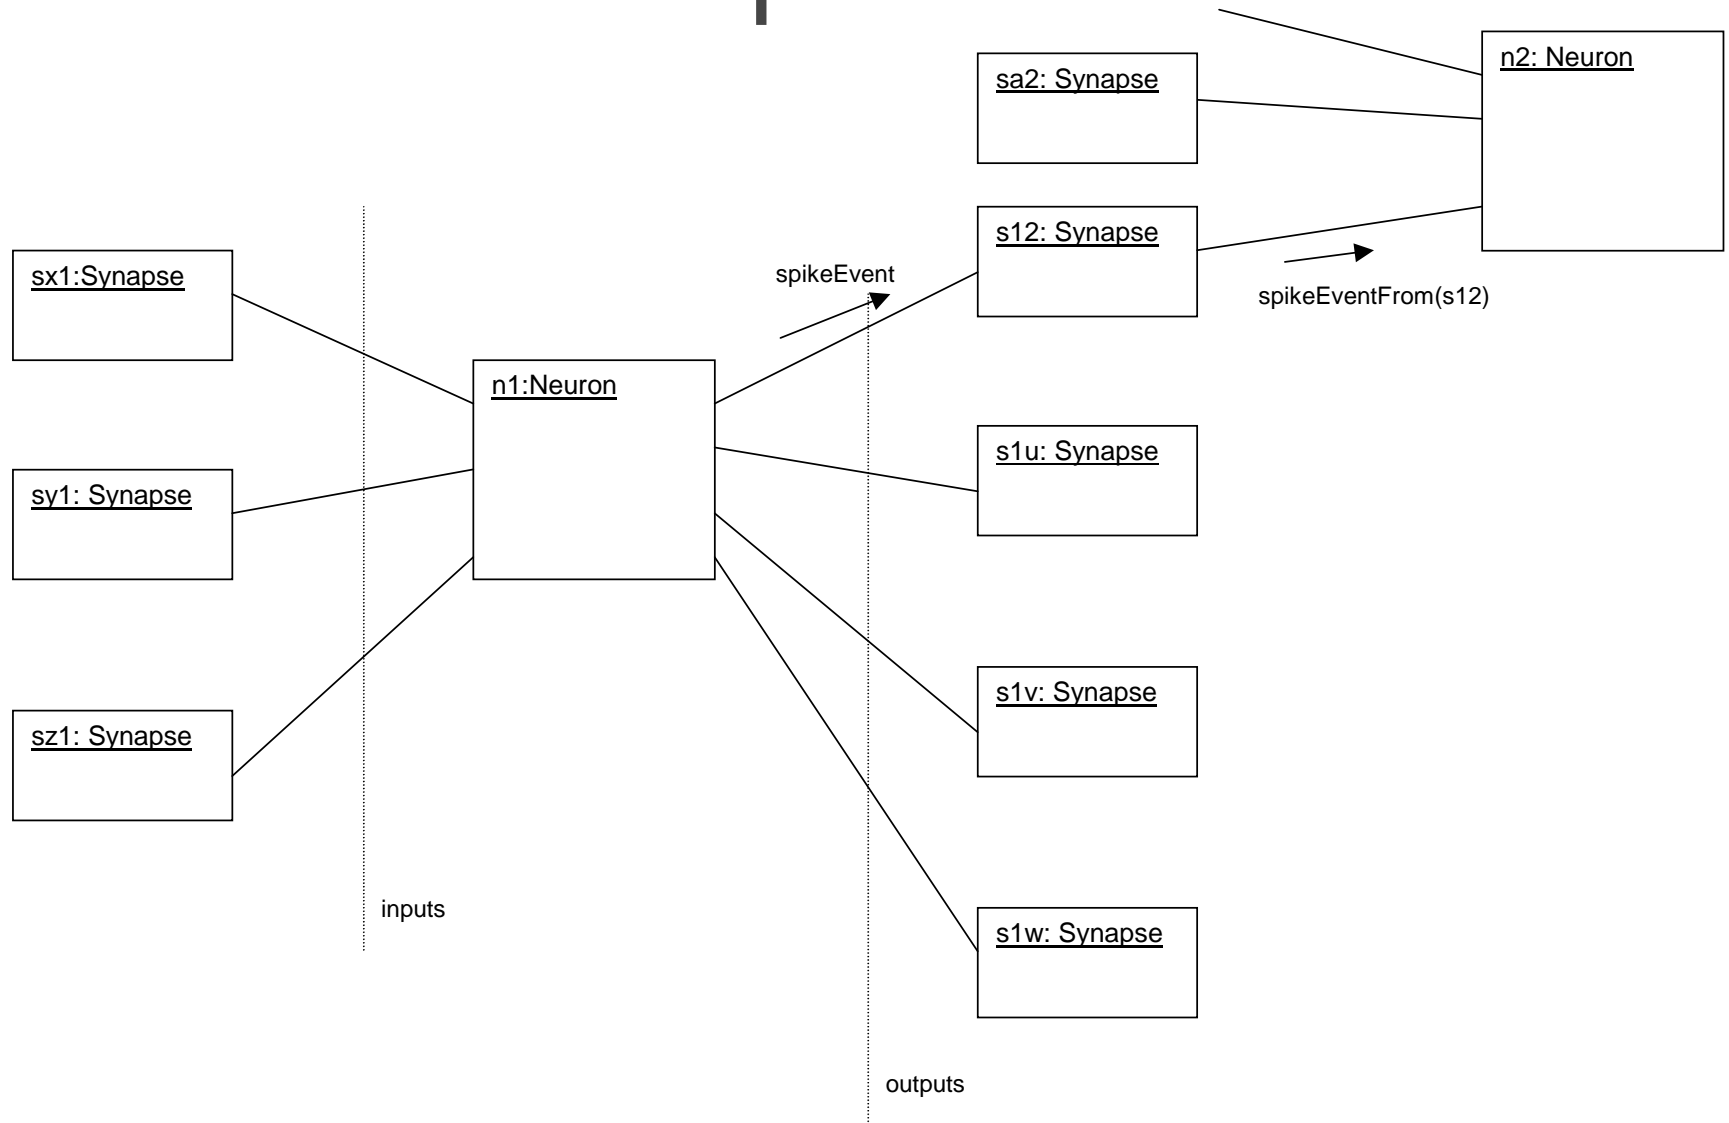 n2: Neuron
sa2: Synapse
s12: Synapse
sx1:Synapse
spikeEvent
spikeEventFrom(s12)
n1:Neuron
s1u: Synapse
sy1: Synapse
s1v: Synapse
sz1: Synapse
inputs
s1w: Synapse
outputs